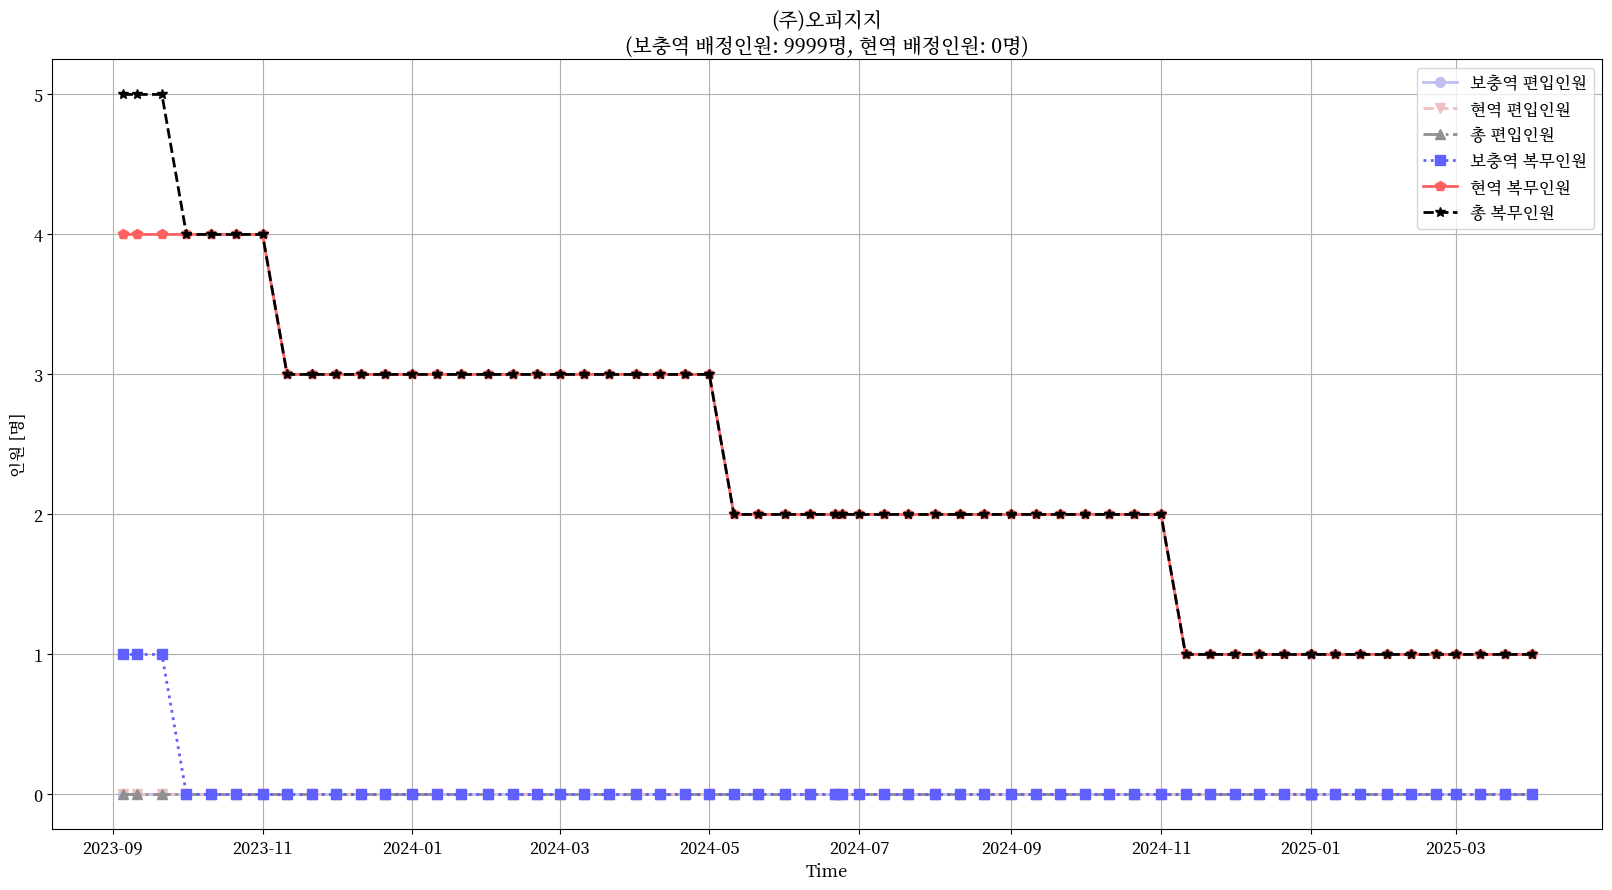 (주)오피지지
(보충역 배정인원: 9999명, 현역 배정인원: 0명)
보충역 편입인원
현역 편입인원
총 편입인원
보충역 복무인원
현역 복무인원
총 복무인원
인원 [명]
5
4
3
2
1
0
2023-09
2023-11
2024-01
2024-03
2024-05
2024-07
2024-09
2024-11
2025-01
2025-03
Time